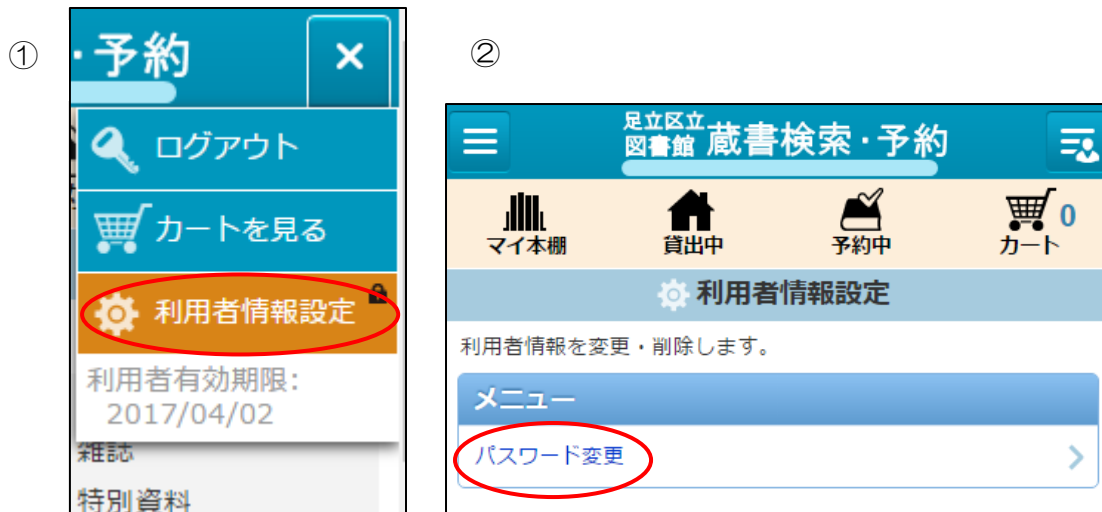 ①
・予約
ログアウト
カートを見る
利用者情報設定
利用者有効期限:
2017/04/02
雑誌
特別資料
②
足立区立
図書館 蔵書検索・予約
マイ本棚 貸出中 予約中 カート 0
利用者情報設定
利用者情報を変更・削除します。
メニュー
パスワード変更